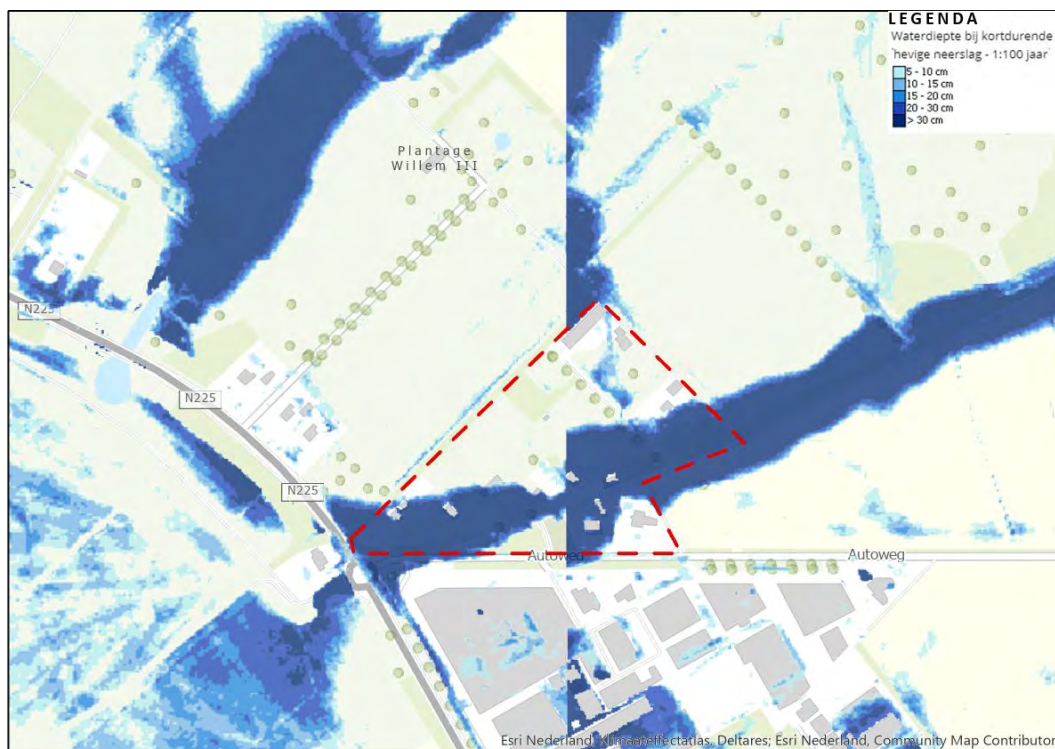 LEGENDA
Waterdiepte bij kortdurende
hevige neerslag - 1:100 jaar
5 - 10 cm
10 - 15 cm
15 - 20 cm
20 - 30 cm
> 30 cm
Plantage
Willem III
N225
N225
N225
Autoweg
Autoweg
Esri Nederland, Klimaateffectatlas, Deltares; Esri Nederland, Community Map Contributor